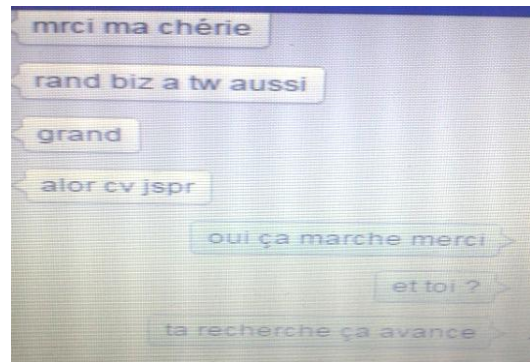 mrci ma chérie
rand biz a tw aussi
grand
alor cv jspr
oui ça marche merci
et toi ?
ta recherche ça avance